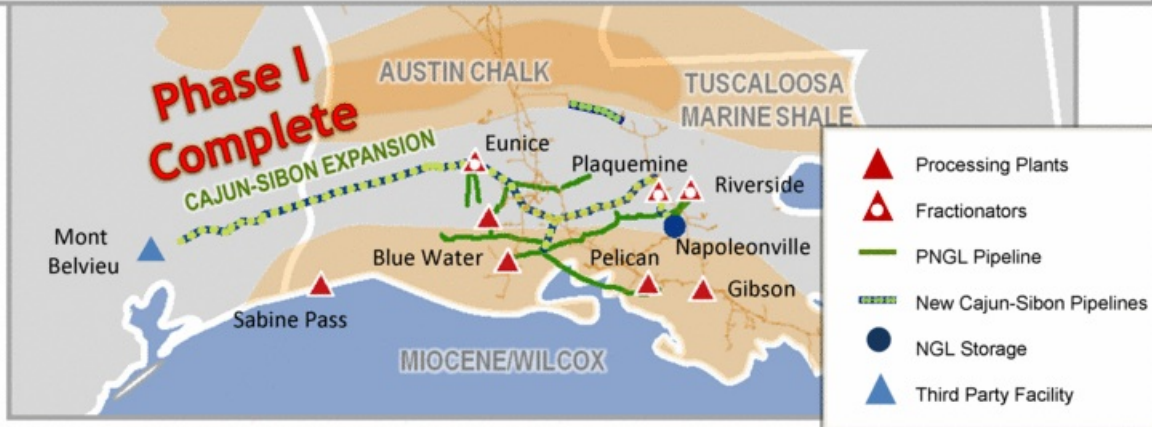 Phase I
Complete
CAJUN-SIBON EXPANSION
AUSTIN CHALK
TUSCALOOSA
MARINE SHALE
Eunice
Plaquemine
Riverside
Mont
Belvieu
Blue Water
Pelican
Napoleonville
Gibson
Sabine Pass
MIOCENE/WILCOX
Processing Plants
Fractionators
PNGL Pipeline
New Cajun-Sibon Pipelines
NGL Storage
Third Party Facility